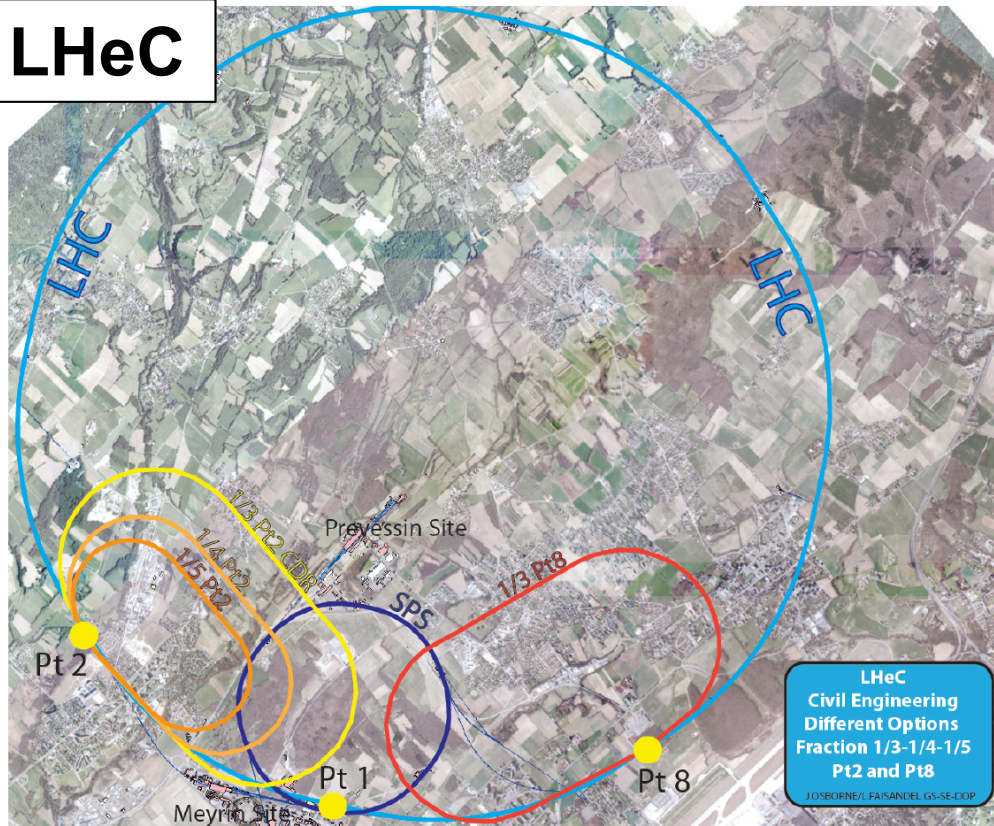 LHeC
LHC
LHC
1/3 Pt2 CDR
Prevessin Site
1/4 Pt2
1/5 Pt2
SPS
1/3 Pt8
Pt 2
Pt 1
Pt 8
Meyrin Site
LHeC
Civil Engineering
Different Options
Fraction 1/3-1/4-1/5
Pt2 and Pt8
J.OSBORNE/L.FAISANDEL GS-SE-DOP